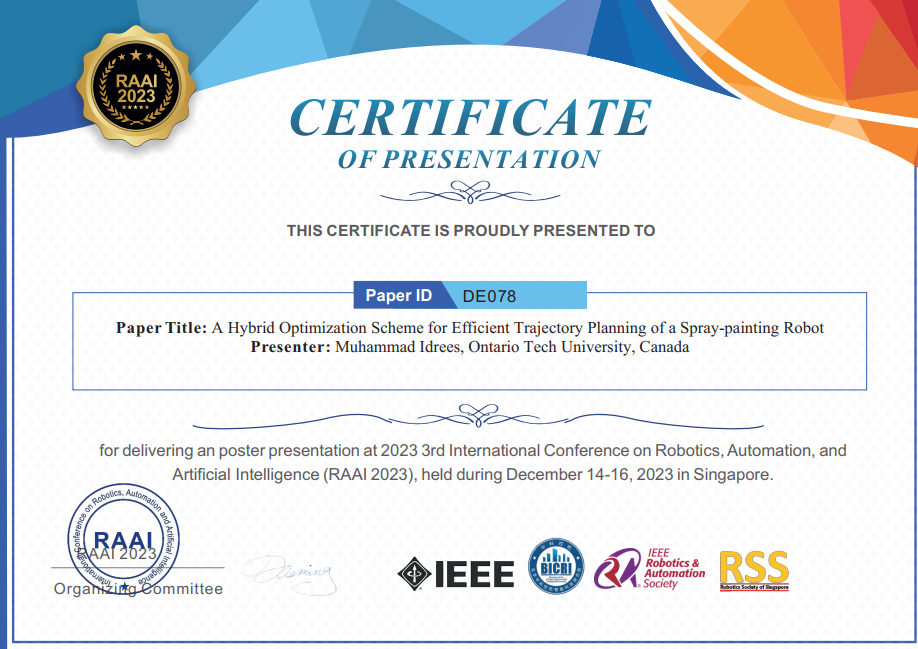 RAAI
2023
CERTIFICATE
OF PRESENTATION
THIS CERTIFICATE IS PROUDLY PRESENTED TO
Paper ID DE078
Paper Title: A Hybrid Optimization Scheme for Efficient Trajectory Planning of a Spray-painting Robot
Presenter: Muhammad Idrees, Ontario Tech University, Canada
for delivering an poster presentation at 2023 3rd International Conference on Robotics, Automation, and
Artificial Intelligence (RAAI 2023), held during December 14-16, 2023 in Singapore.
International Conference on Robotics, Automation and Artificial Intelligence
RAAI
RAAI 2023
Organizing Committee
IEEE
BICRI
IEEE
Robotics &
Automation
Society
RSS
Robotics Society of Singapore